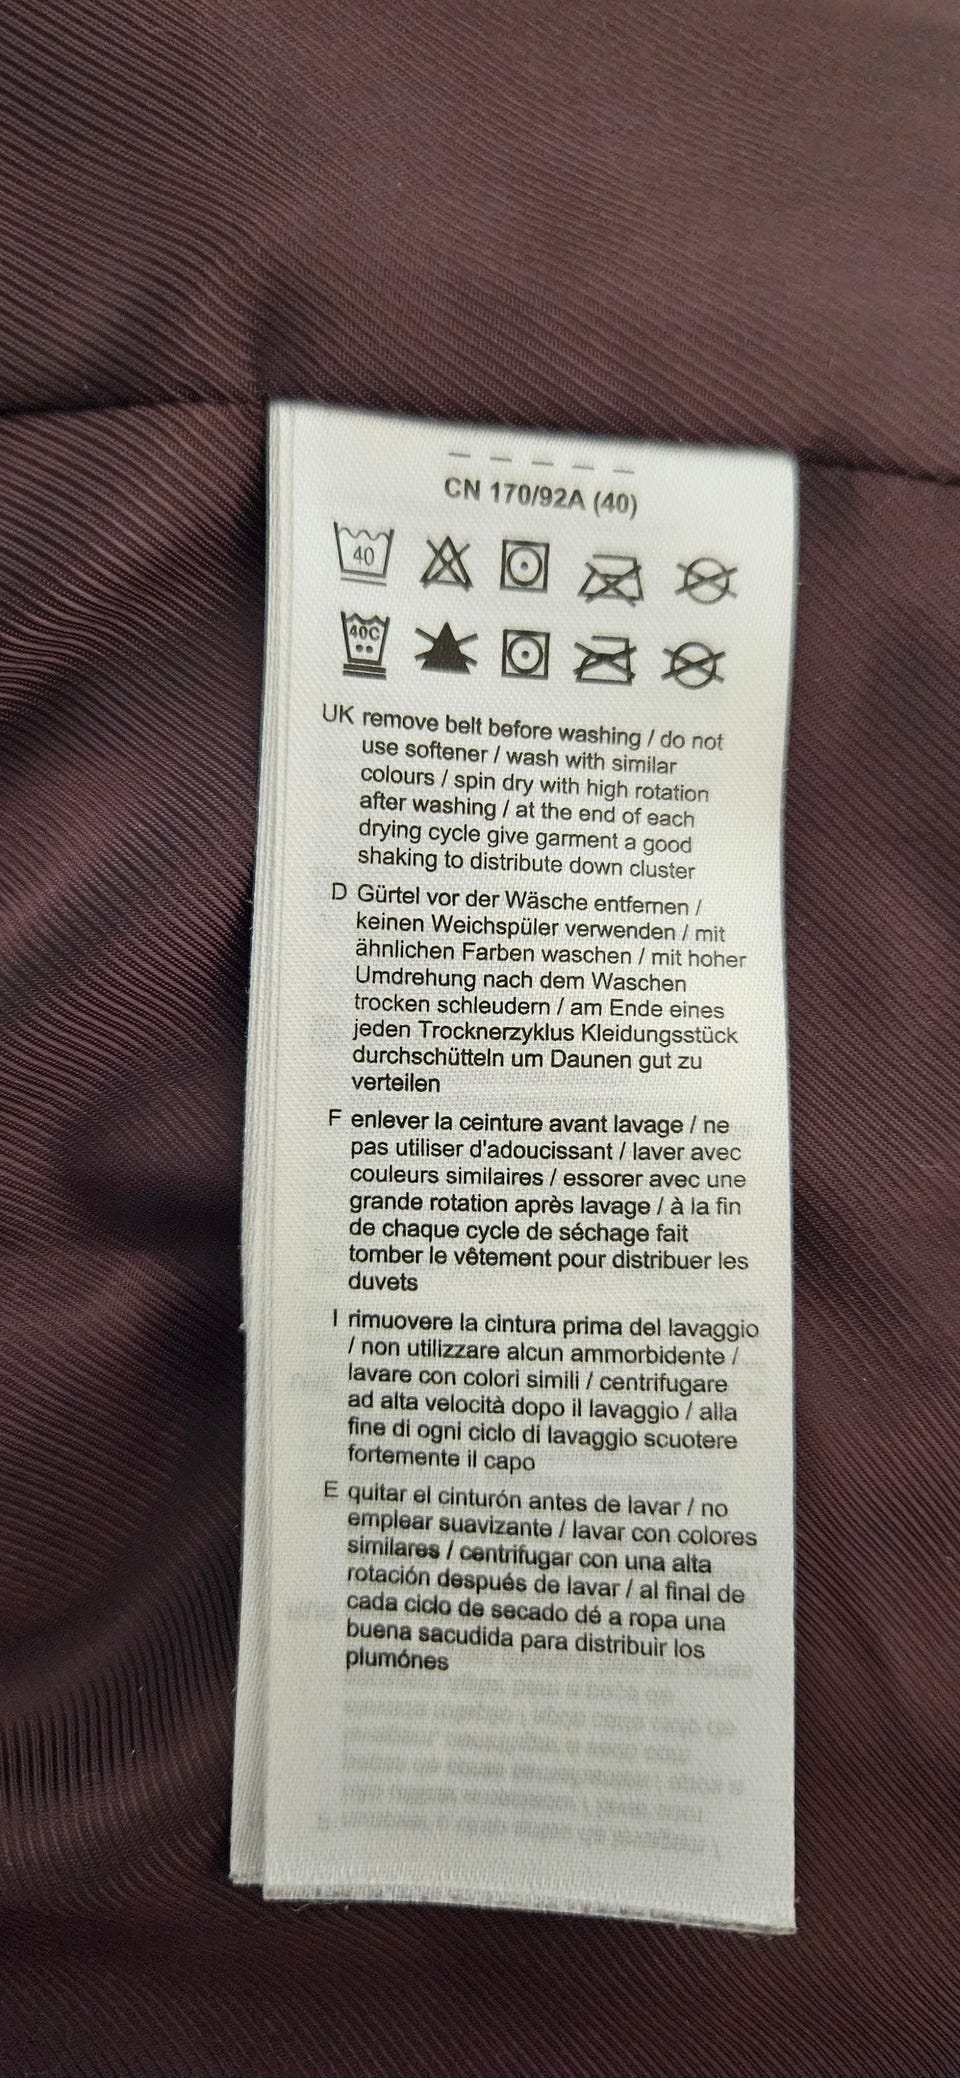 CN 170/92A (40)
40
40C
UK remove belt before washing / do not
use softener / wash with similar
colours / spin dry with high rotation
after washing / at the end of each
drying cycle give garment a good
shaking to distribute down cluster
D Gürtel vor der Wäsche entfernen /
keinen Weichspüler verwenden / mit
ähnlichen Farben waschen / mit hoher
Umdrehung nach dem Waschen
trocken schleudern / am Ende eines
jeden Trocknerzyklus Kleidungsstück
durchschütteln um Daunen gut zu
verteilen
F enlever la ceinture avant lavage / ne
pas utiliser d'adoucissant / laver avec
couleurs similaires / essorer avec une
grande rotation après lavage / à la fin
de chaque cycle de séchage fait
tomber le vêtement pour distribuer les
duvets
I rimuovere la cintura prima del lavaggio
/ non utilizzare alcun ammorbidente /
lavare con colori simili / centrifugare
ad alta velocità dopo il lavaggio / alla
fine di ogni ciclo di lavaggio scuotere
fortemente il capo
E quitar el cinturón antes de lavar / no
emplear suavizante / lavar con colores
similares / centrifugar con una alta
rotación después de lavar / al final de
cada ciclo de secado dé a ropa una
buena sacudida para distribuir los
plumónes